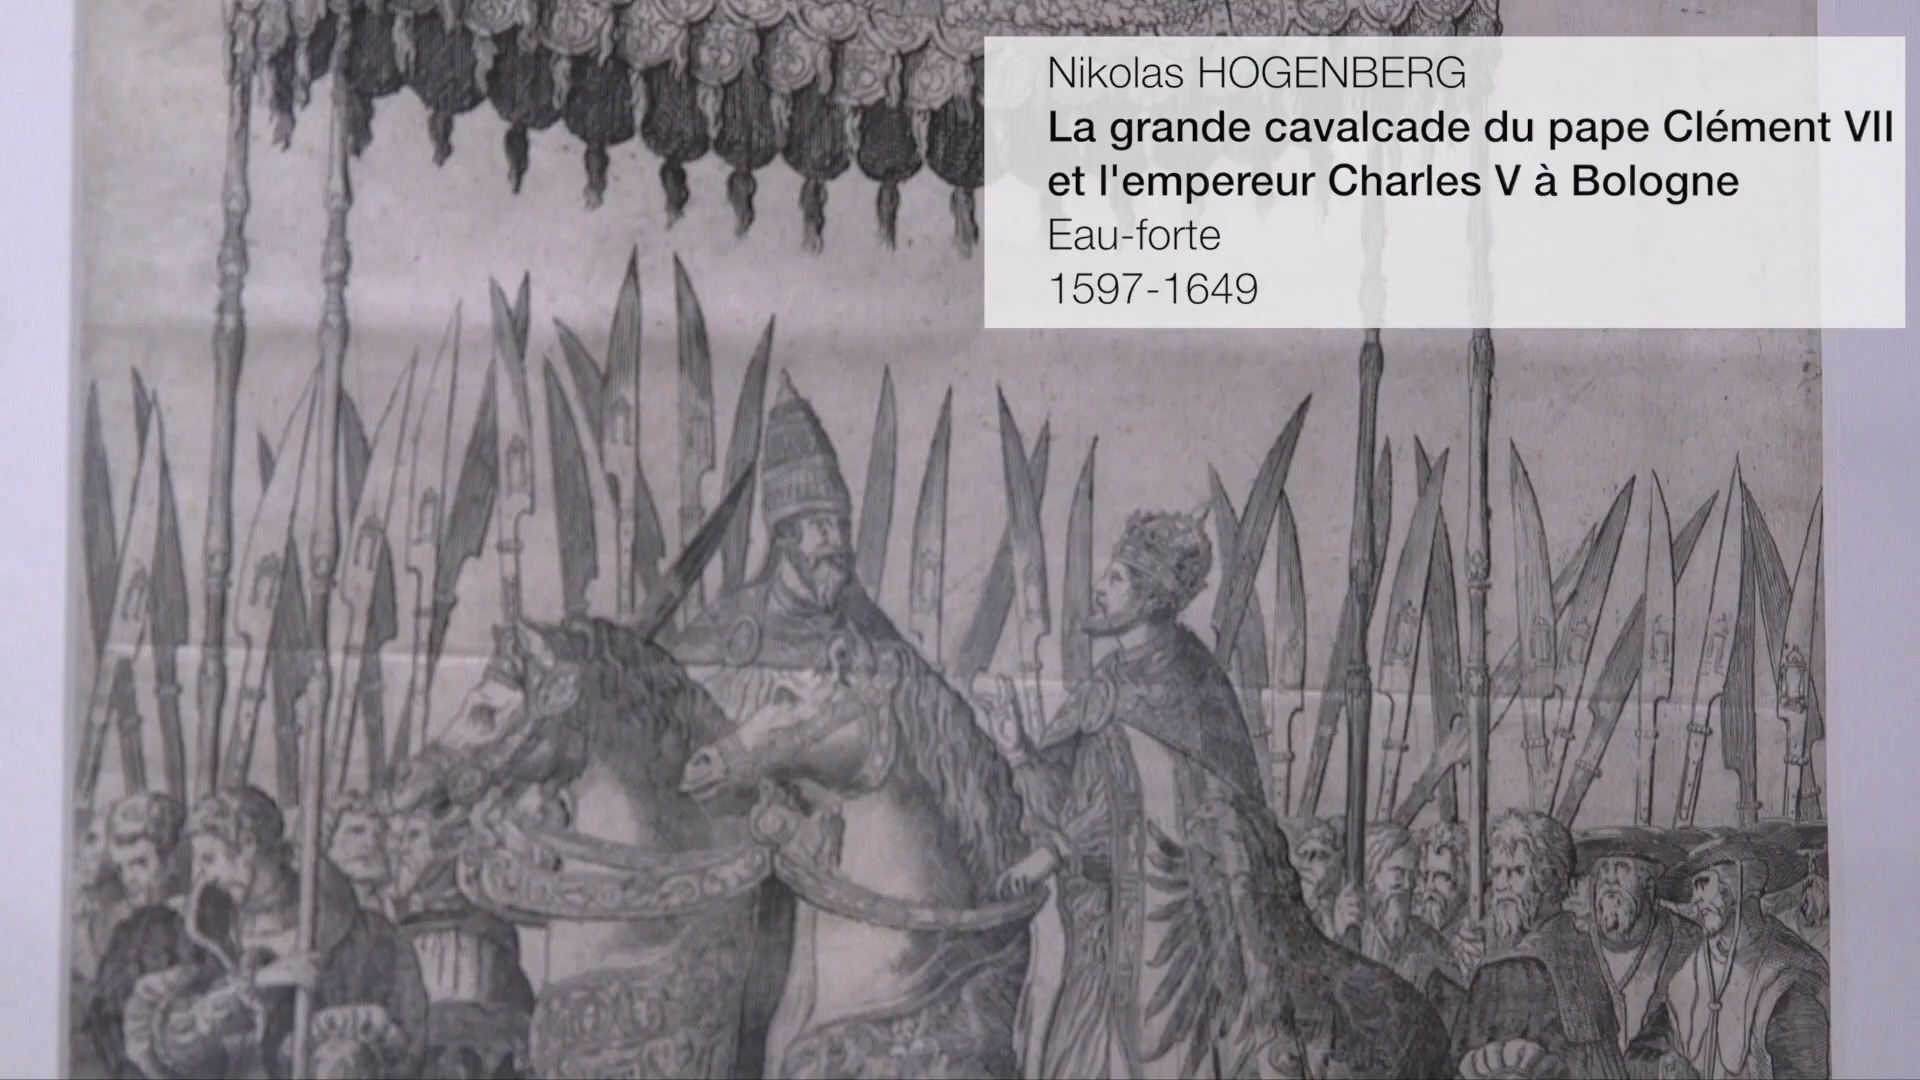 Nikolas HOGENBERG
La grande cavalcade du pape Clément VII
et l'empereur Charles V à Bologne
Eau-forte
1597-1649